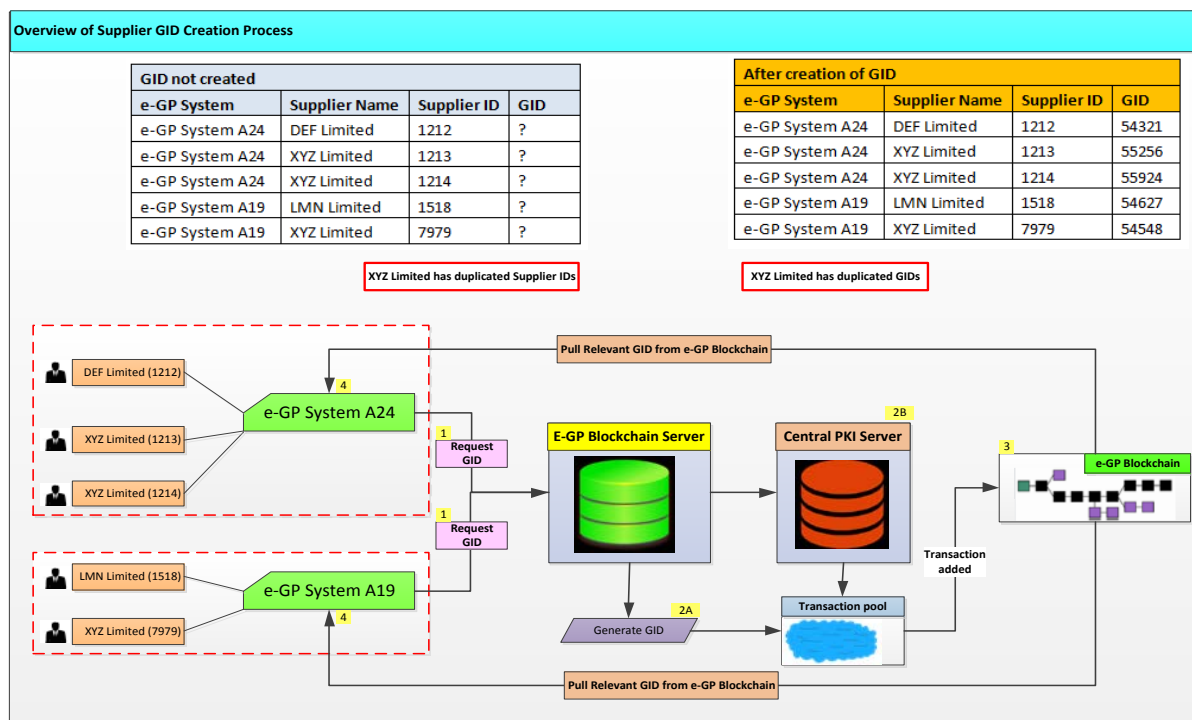 Overview of Supplier GID Creation Process
GID not created
e-GP System Supplier Name Supplier ID GID
e-GP System A24 DEF Limited 1212 ?
e-GP System A24 XYZ Limited 1213 ?
e-GP System A24 XYZ Limited 1214 ?
e-GP System A19 LMN Limited 1518 ?
e-GP System A19 XYZ Limited 7979 ?
After creation of GID
e-GP System Supplier Name Supplier ID GID
e-GP System A24 DEF Limited 1212 54321
e-GP System A24 XYZ Limited 1213 55256
e-GP System A24 XYZ Limited 1214 55924
e-GP System A19 LMN Limited 1518 54627
e-GP System A19 XYZ Limited 7979 54548
XYZ Limited has duplicated Supplier IDs
XYZ Limited has duplicated GIDs
Pull Relevant GID from e-GP Blockchain
DEF Limited (1212)
XYZ Limited (1213)
XYZ Limited (1214)
4
e-GP System A24
1
Request
GID
1
Request
GID
E-GP Blockchain Server
2B
Central PKI Server
3
e-GP Blockchain
LMN Limited (1518)
XYZ Limited (7979)
e-GP System A19
4
2A
Generate GID
Transaction pool
Transaction
added
Pull Relevant GID from e-GP Blockchain